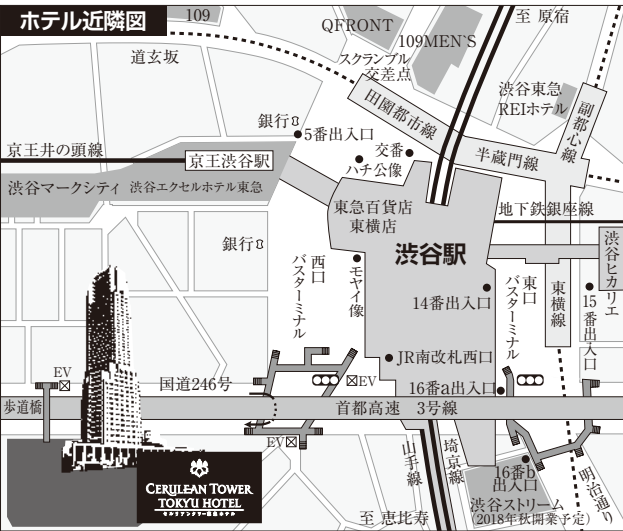 ホテル近隣図
109
QFRONT
109MEN'S
至 原宿
道玄坂
スクランブル
交差点
渋谷東急
REIホテル
田園都市線
副都心線
銀行
5番出入口
京王井の頭線
京王渋谷駅
交番
半蔵門線
ハチ公像
渋谷マークシティ
渋谷エクセルホテル東急
東急百貨店
東横店
地下鉄銀座線
渋谷駅
渋谷ヒカリエ
銀行
西口
バスターミナル
モヤイ像
東口
バスターミナル
東横線
15番出入口
14番出入口
JR南改札西口
EV
国道246号
EV
16番a出入口
歩道橋
首都高速 3号線
EV
山手線
埼京線
16番b
出入口
明治通り
渋谷ストリーム
(2018年秋開業予定)
至 恵比寿
CERULEAN TOWER
TOKYU HOTEL
セルリアンタワー東急ホテル